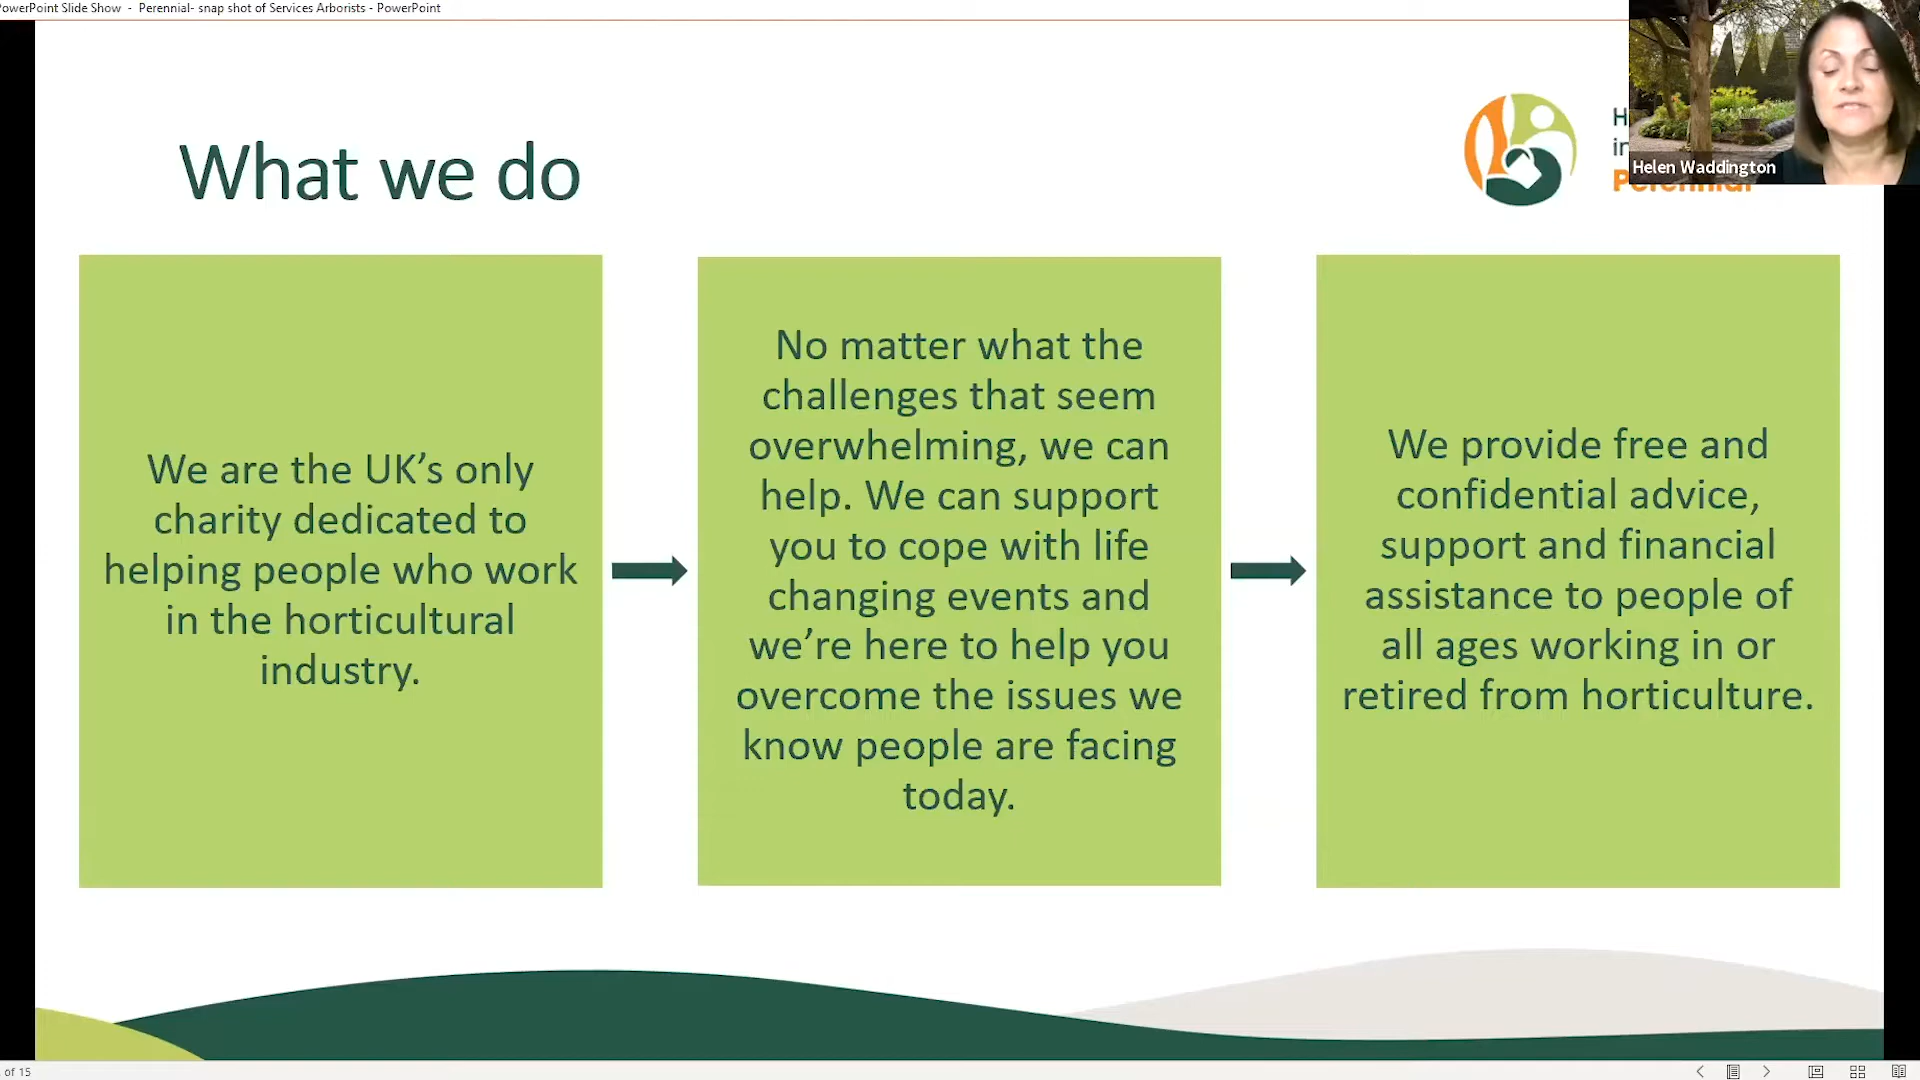 PowerPoint Slide Show - Perennial- snap shot of Services Arborists - PowerPoint
Helen Waddington
Perennial
What we do
We are the UK's only
charity dedicated to
helping people who work
in the horticultural
industry.
No matter what the
challenges that seem
overwhelming, we can
help. We can support
you to cope with life
changing events and
we're here to help you
overcome the issues we
know people are facing
today.
We provide free and
confidential advice,
support and financial
assistance to people of
all ages working in or
retired from horticulture.
of 15